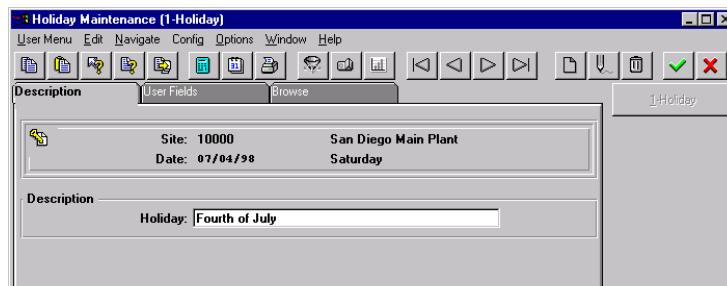 Holiday Maintenance (1-Holiday)
User Menu Edit Navigate Config Options Window Help
Description User Fields Browse
1-Holiday
Site: 10000 San Diego Main Plant
Date: 07/04/98 Saturday
Description
Holiday: Fourth of July